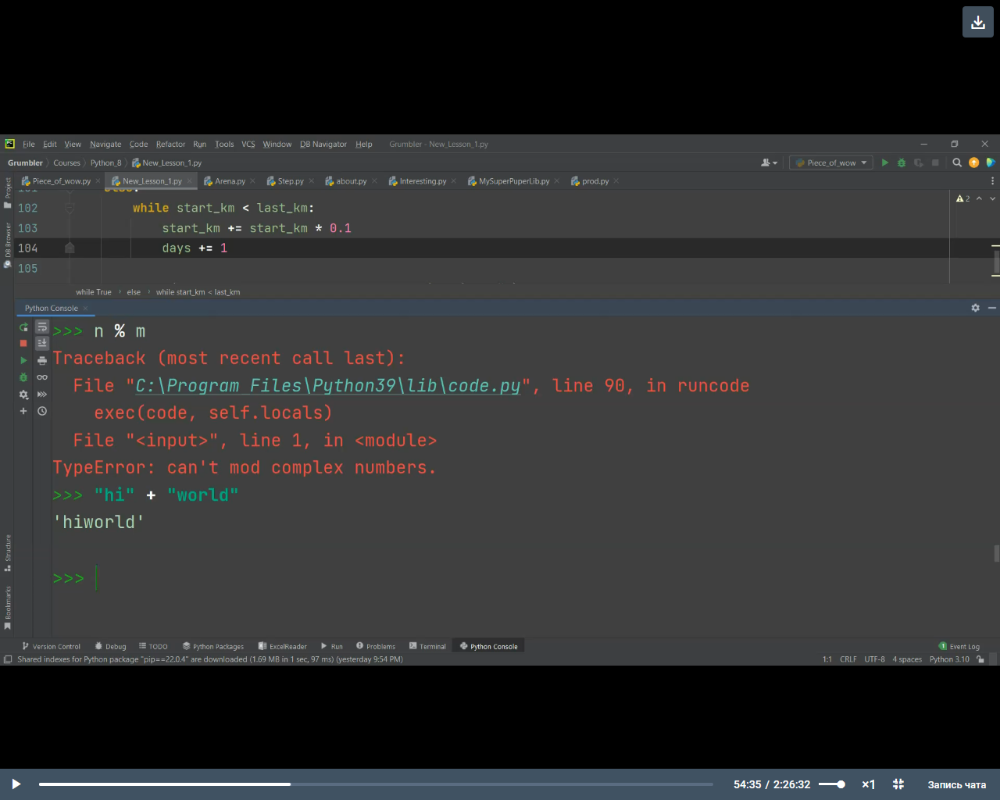 File Edit View Navigate Code Refactor Run Tools VCS Window DB Navigator Help Grumbler - New_Lesson_1.py
Grumbler Courses Python_8 New_Lesson_1.py Piece_of_wow
Piece_of_wow.py New_Lesson_1.py Arena.py Step.py about.py Interesting.py MySuperPuperLib.py prod.py
Project
DB Browser
101 else:
102 while start_km < last_km:
103 start_km += start_km * 0.1
104 days += 1
105
2
while True else while start_km < last_km
Python Console
>>> n % m
Traceback (most recent call last):
File "C:\Program Files\Python39\lib\code.py", line 90, in runcode
exec(code, self.locals)
File "<input>", line 1, in <module>
TypeError: can't mod complex numbers.
>>> "hi" + "world"
'hiworld'
>>>
Structure
Bookmarks
Version Control Debug TODO Python Packages ExcelReader Run Problems Terminal Python Console 1 Event Log
Shared indexes for Python package "pip==22.0.4" are downloaded (1.69 MB in 1 sec, 97 ms) (yesterday 9:54 PM) 1:1 CRLF UTF-8 4 spaces Python 3.10
54:35 / 2:26:32 ×1 Запись чата